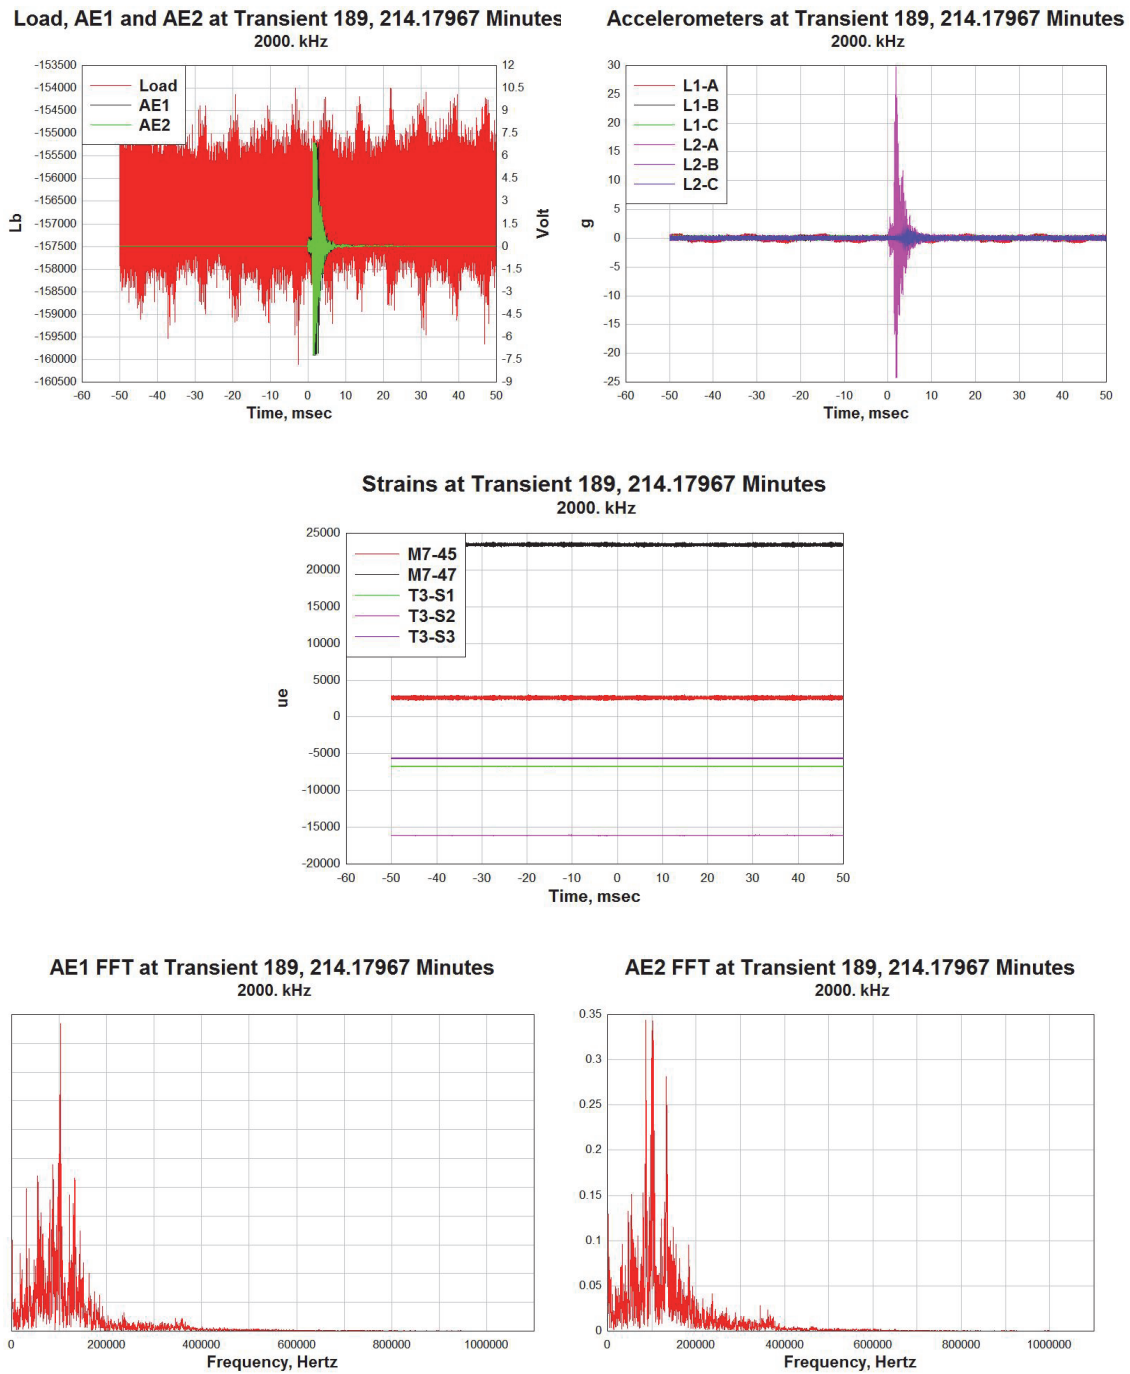 Load, AE1 and AE2 at Transient 189, 214.17967 Minutes
2000. kHz
-153500
-154000
-154500
-155000
-155500
-156000
-156500
-157000
-157500
-158000
-158500
-159000
-159500
-160000
-160500
Lb
Load
AE1
AE2
12
10.5
9
7.5
6
4.5
3
1.5
0
-1.5
-3
-4.5
-6
-7.5
-9
Volt
-60 -50 -40 -30 -20 -10 0 10 20 30 40 50
Time, msec
Accelerometers at Transient 189, 214.17967 Minutes
2000. kHz
30
25
20
15
10
5
0
-5
-10
-15
-20
-25
g
L1-A
L1-B
L1-C
L2-A
L2-B
L2-C
-60 -50 -40 -30 -20 -10 0 10 20 30 40 50
Time, msec
Strains at Transient 189, 214.17967 Minutes
2000. kHz
25000
20000
15000
10000
5000
0
-5000
-10000
-15000
-20000
ue
M7-45
M7-47
T3-S1
T3-S2
T3-S3
-60 -50 -40 -30 -20 -10 0 10 20 30 40 50
Time, msec
AE1 FFT at Transient 189, 214.17967 Minutes
2000. kHz
0 200000 400000 600000 800000 1000000
Frequency, Hertz
AE2 FFT at Transient 189, 214.17967 Minutes
2000. kHz
0.35
0.3
0.25
0.2
0.15
0.1
0.05
0
0 200000 400000 600000 800000 1000000
Frequency, Hertz